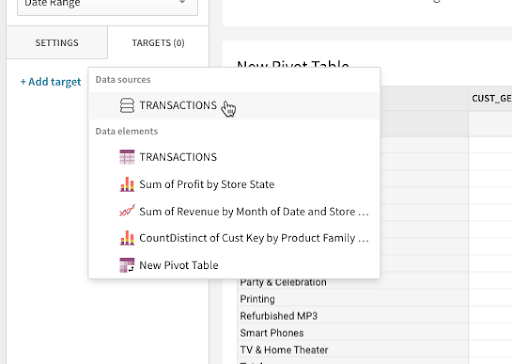 Date Range
SETTINGS
TARGETS (0)
+ Add target
Data sources
TRANSACTIONS
Data elements
TRANSACTIONS
Sum of Profit by Store State
Sum of Revenue by Month of Date and Store ...
CountDistinct of Cust Key by Product Family ...
New Pivot Table
New Pivot Table
CUST_GE
Party & Celebration
Printing
Refurbished MP3
Smart Phones
TV & Home Theater